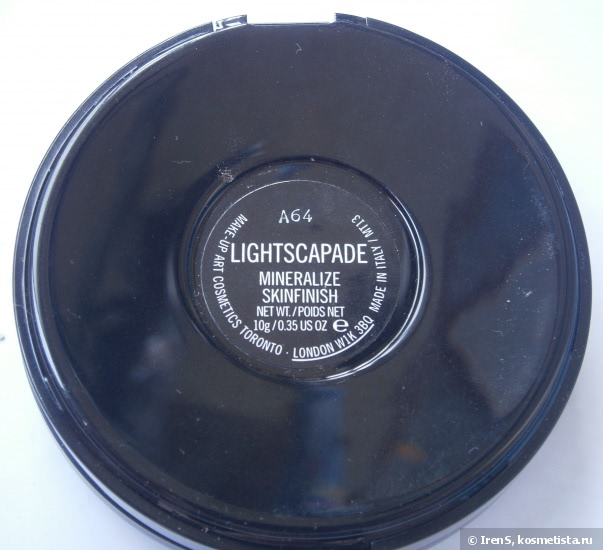 A64
LIGHTSCAPADE
MINERALIZE
SKINFINISH
NET WT./POIDS NET
10g/0.35 US OZ ℮
MAKE-UP ART COSMETICS TORONTO · LONDON W1K 3BQ MADE IN ITALY / MT13
© IrenS, kosmetista.ru